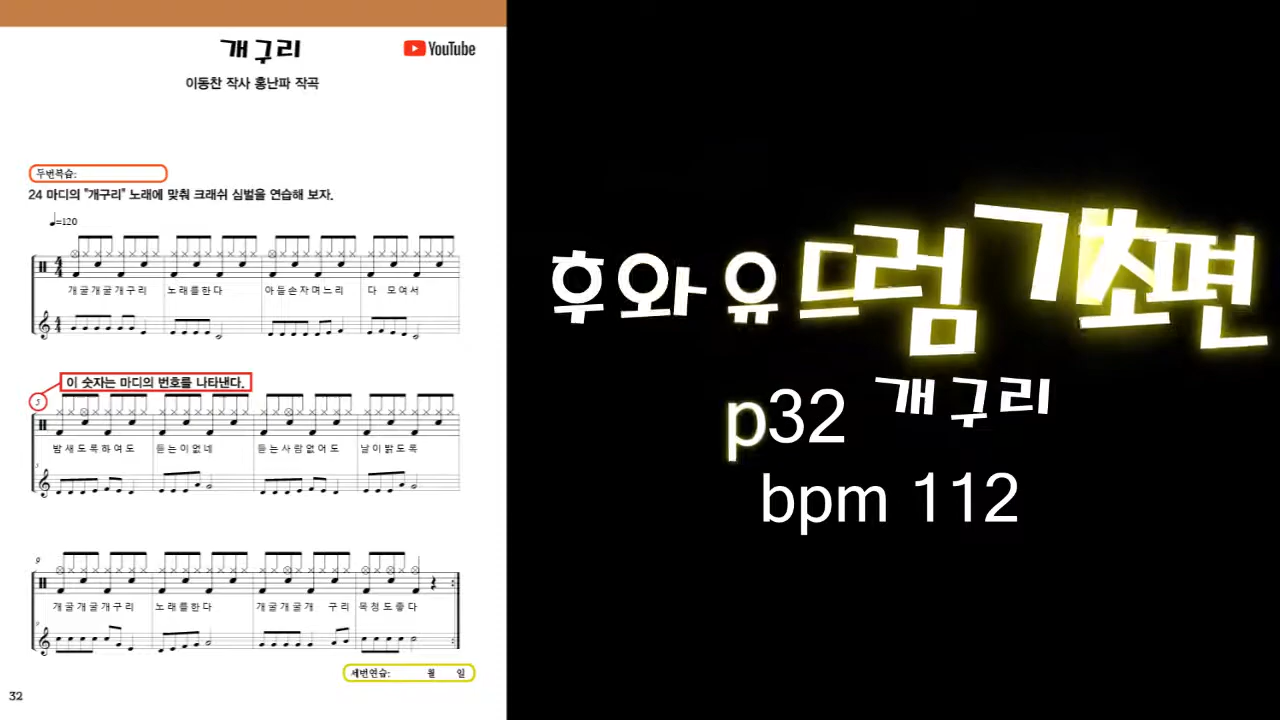 개구리
YouTube
이동찬 작사 홍난파 작곡
두번복습:
24 마디의 "개구리" 노래에 맞춰 크래쉬 심벌을 연습해 보자.
♩=120
개굴개굴개구리 노래를한다 아들손자며느리 다 모여서
이 숫자는 마디의 번호를 나타낸다.
5
밤새도록하여도 듣는이없네 듣는사람없어도 날이밝도록
5
9
개굴개굴개구리 노래를한다 개굴개굴개 구리 목청도좋다
9
세번연습: 월 일
32
후와 유 드럼 기초편
p32 개구리
bpm 112